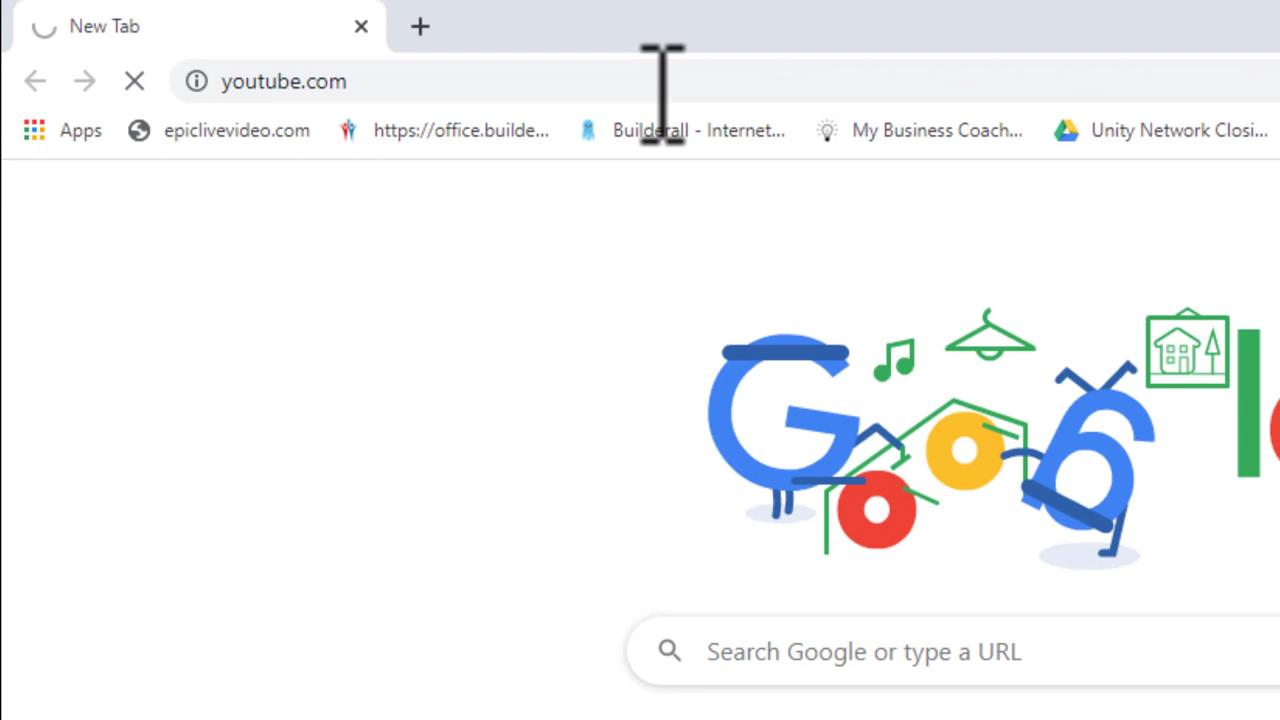 New Tab
youtube.com
Apps epiclivevideo.com https://office.builde... Builderall - Internet... My Business Coach... Unity Network Closi...
Search Google or type a URL